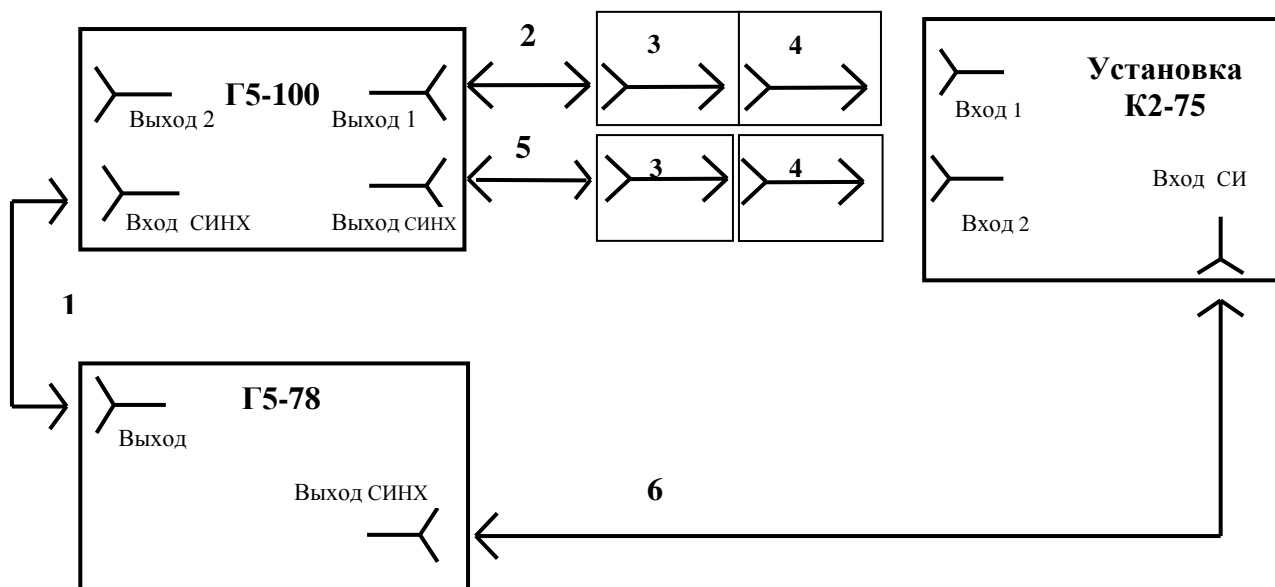 2
3
4
Г5-100
Установка
К2-75
Выход 2
Выход 1
Вход 1
5
3
4
Вход СИ
Вход СИНХ
Выход СИНХ
Вход 2
1
Г5-78
Выход
Выход СИНХ
6